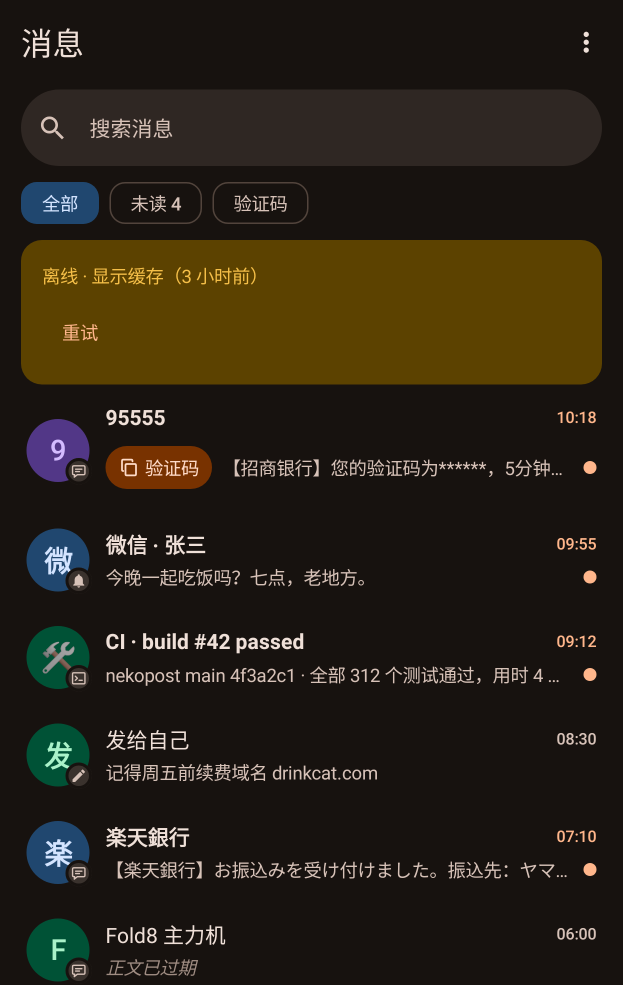 消息
搜索消息
全部 未读 4 验证码
离线 · 显示缓存（3 小时前）
重试
9
95555 10:18
验证码 【招商银行】您的验证码为******，5分钟...
微
微信 · 张三 09:55
今晚一起吃饭吗？七点，老地方。
CI · build #42 passed 09:12
nekopost main 4f3a2c1 · 全部 312 个测试通过，用时 4 ...
发
发给自己 08:30
记得周五前续费域名 drinkcat.com
楽
楽天銀行 07:10
【楽天銀行】お振込みを受け付けました。振込先：ヤマ...
F
Fold8 主力机 06:00
正文已过期